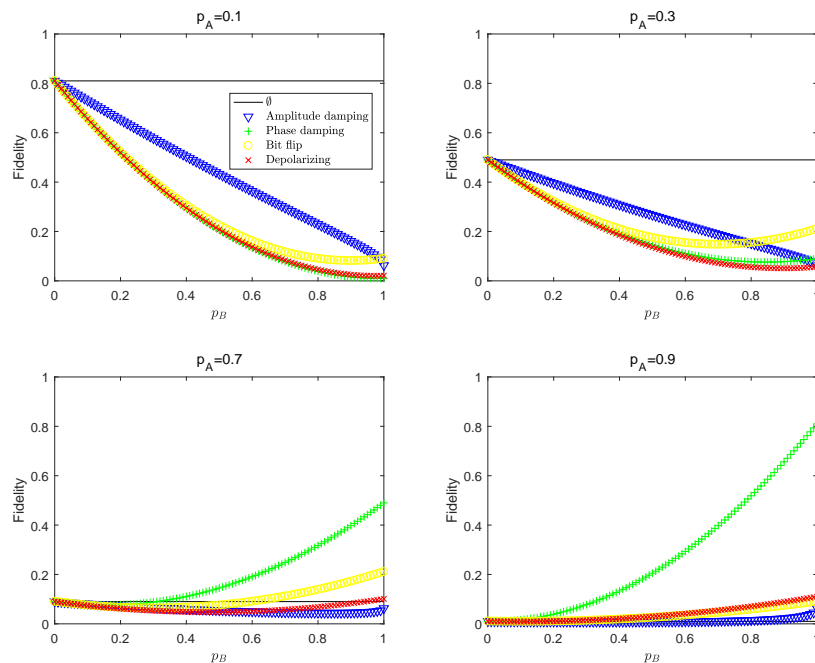 p_A=0.1
1
0.8
0.6
0.4
0.2
0
Fidelity
∅
Amplitude damping
Phase damping
Bit flip
Depolarizing
0 0.2 0.4 0.6 0.8 1
p_B
p_A=0.3
1
0.8
0.6
0.4
0.2
0
Fidelity
0 0.2 0.4 0.6 0.8 1
p_B
p_A=0.7
1
0.8
0.6
0.4
0.2
0
Fidelity
0 0.2 0.4 0.6 0.8 1
p_B
p_A=0.9
1
0.8
0.6
0.4
0.2
0
Fidelity
0 0.2 0.4 0.6 0.8 1
p_B